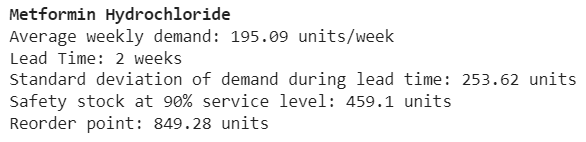 Metformin Hydrochloride
Average weekly demand: 195.09 units/week
Lead Time: 2 weeks
Standard deviation of demand during lead time: 253.62 units
Safety stock at 90% service level: 459.1 units
Reorder point: 849.28 units